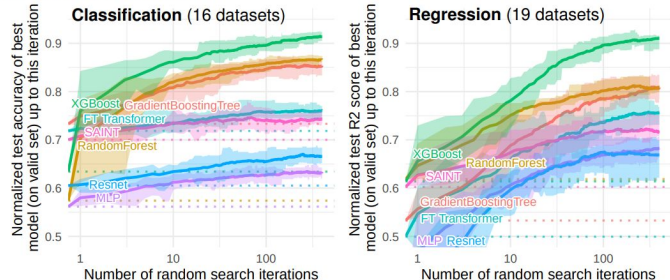 Classification (16 datasets)
Normalized test accuracy of best
model (on valid set) up to this iteration
0.9
0.8
0.7
0.6
0.5
XGBoost
GradientBoostingTree
FT Transformer
SAINT
RandomForest
Resnet
MLP
1
10
100
Number of random search iterations
Regression (19 datasets)
Normalized test R2 score of best
model (on valid set) up to this iteration
0.9
0.8
0.7
0.6
0.5
XGBoost
RandomForest
SAINT
GradientBoostingTree
FT Transformer
MLP
Resnet
1
10
100
Number of random search iterations